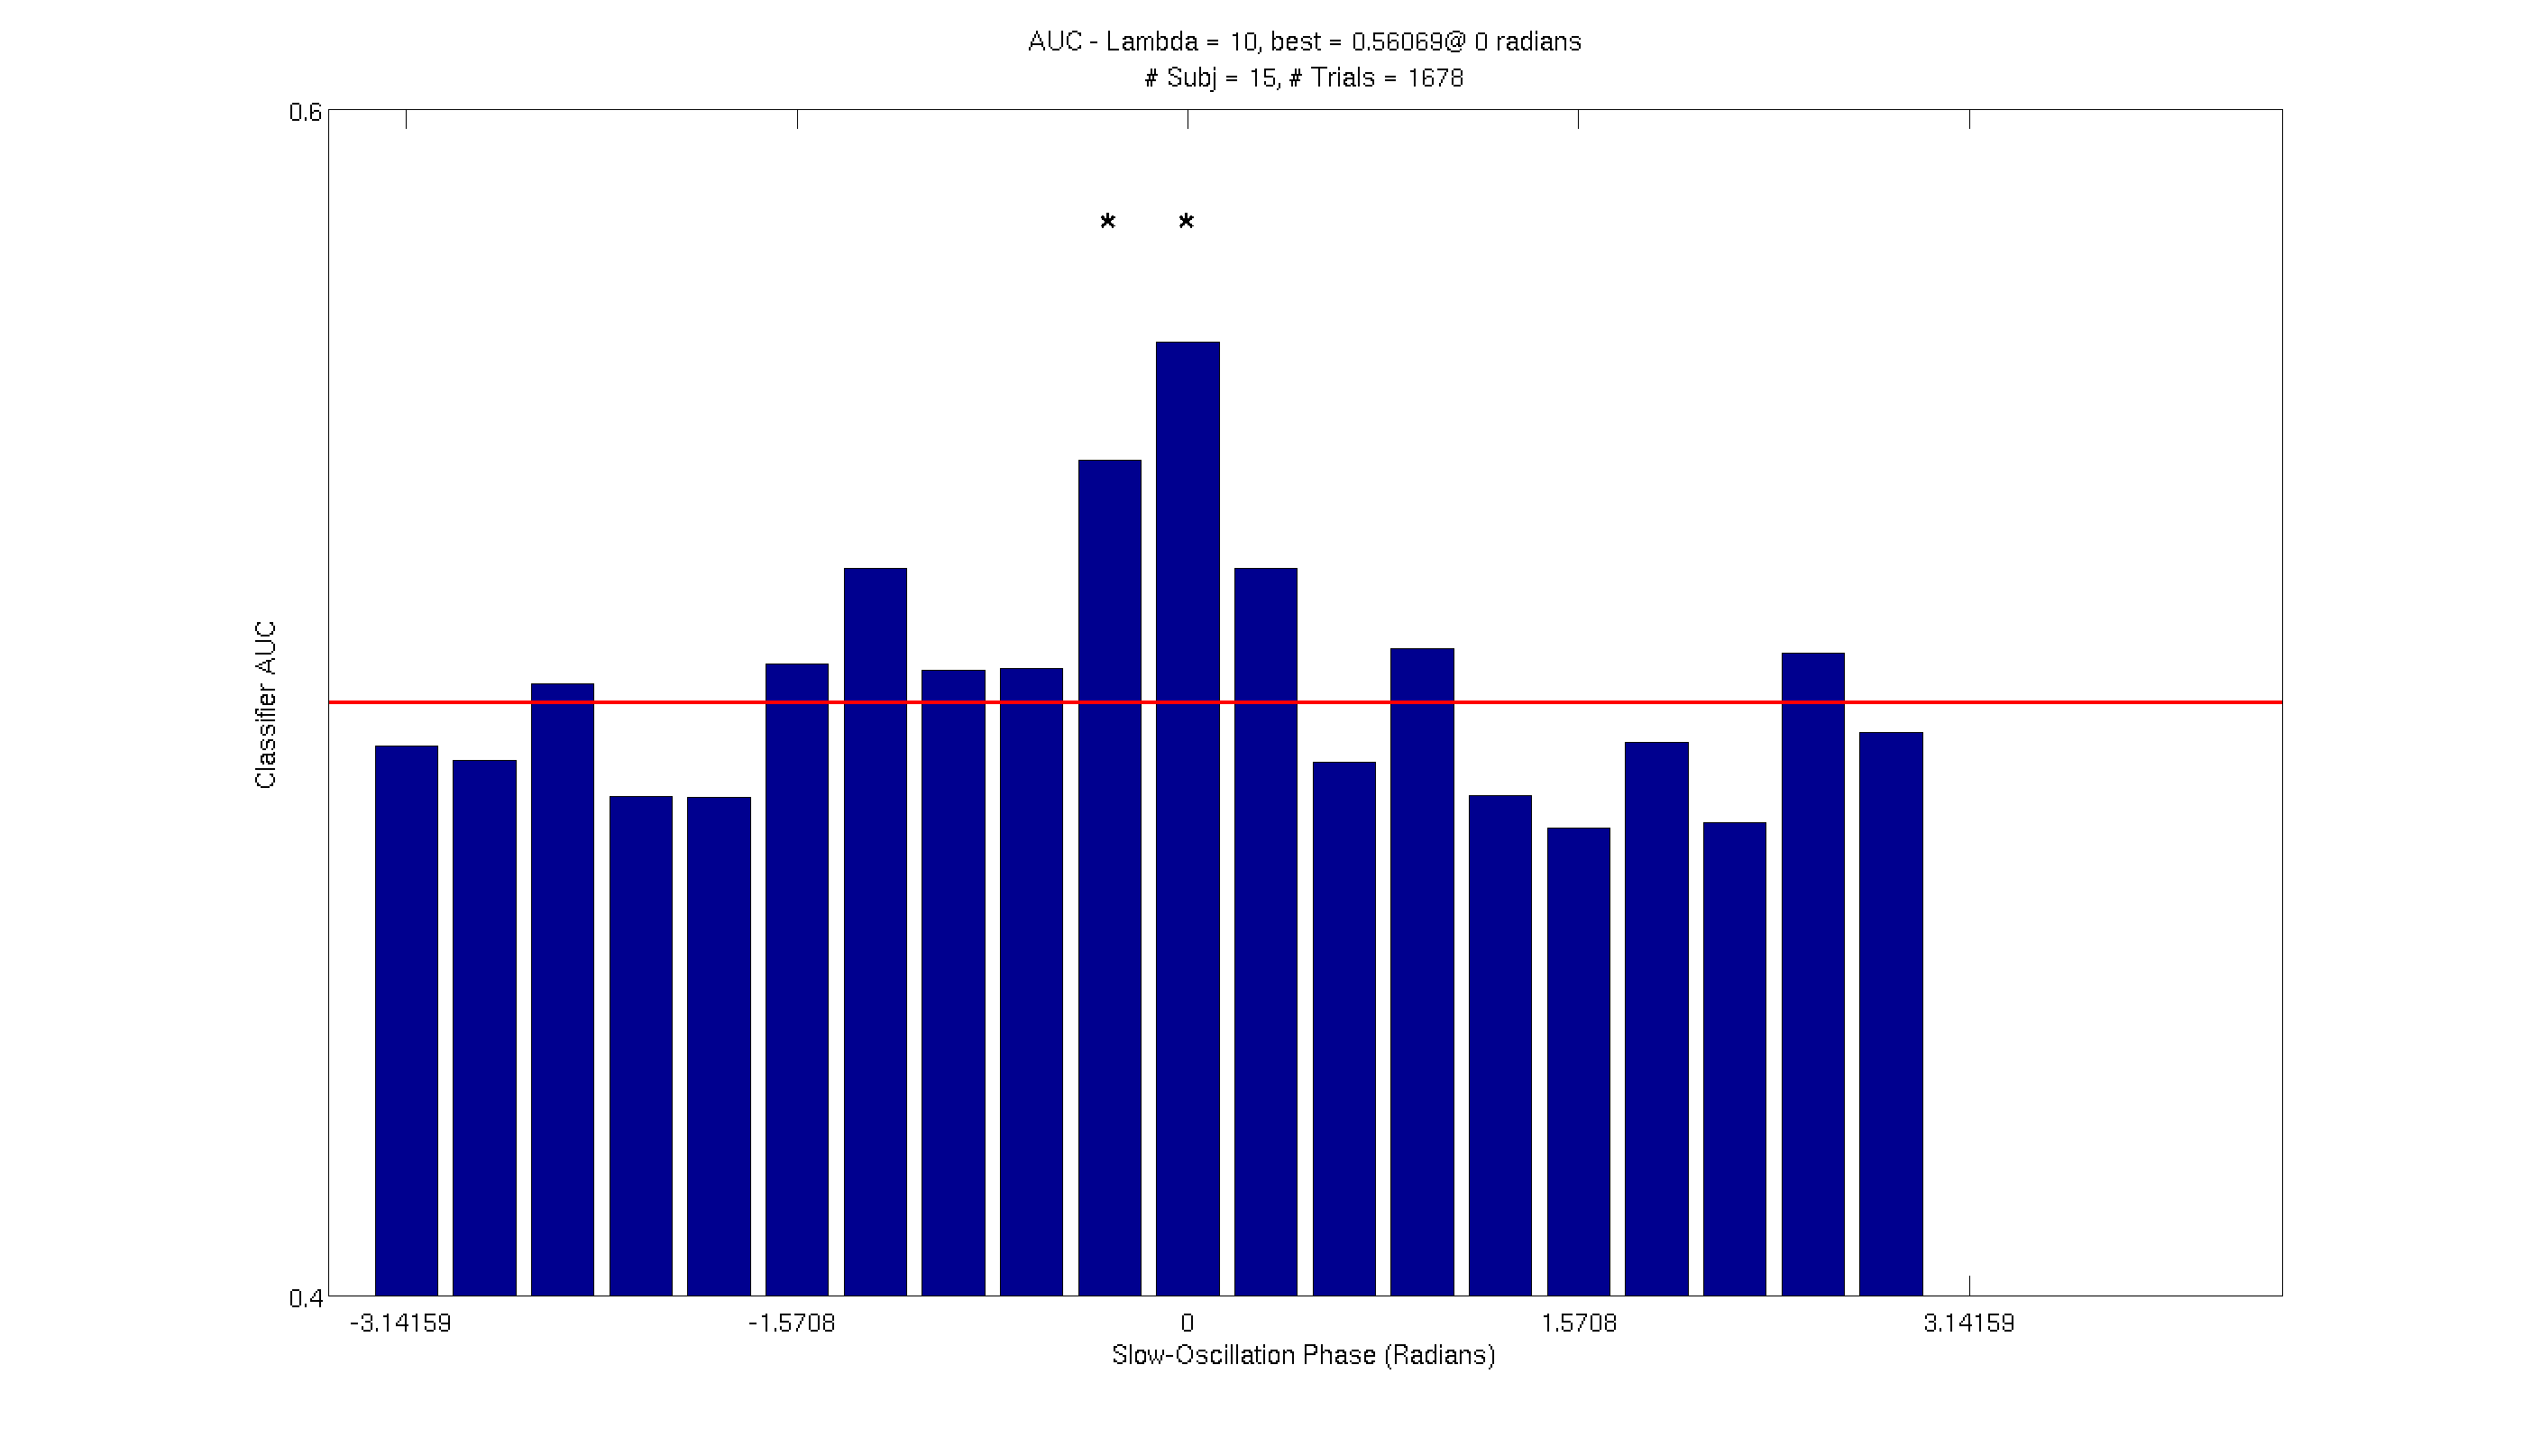 AUC - Lambda = 10, best = 0.56069@ 0 radians
# Subj = 15, # Trials = 1678
0.6
* *
Classifier AUC
0.4
-3.14159 -1.5708 0 1.5708 3.14159
Slow-Oscillation Phase (Radians)